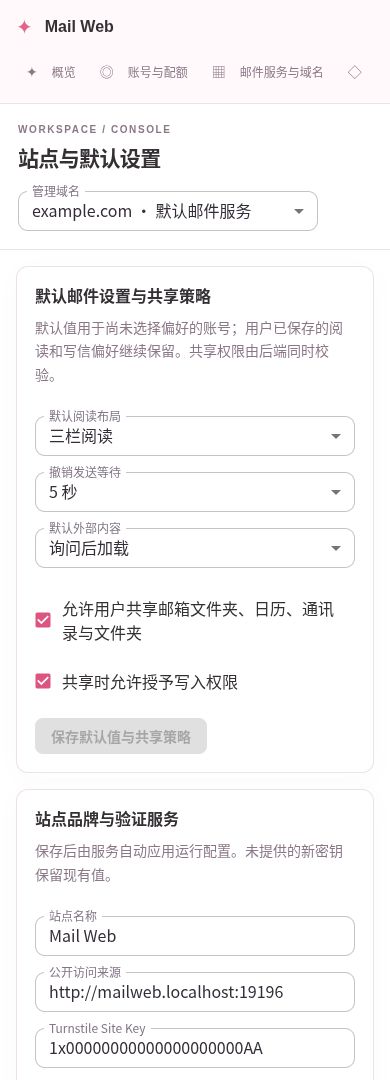 Mail Web
概览
账号与配额
邮件服务与域名
WORKSPACE / CONSOLE
站点与默认设置
管理域名
example.com · 默认邮件服务
默认邮件设置与共享策略
默认值用于尚未选择偏好的账号；用户已保存的阅
读和写信偏好继续保留。共享权限由后端同时校
验。
默认阅读布局
三栏阅读
撤销发送等待
5 秒
默认外部内容
询问后加载
允许用户共享邮箱文件夹、日历、通讯
录与文件夹
共享时允许授予写入权限
保存默认值与共享策略
站点品牌与验证服务
保存后由服务自动应用运行配置。未提供的新密钥
保留现有值。
站点名称
Mail Web
公开访问来源
http://mailweb.localhost:19196
Turnstile Site Key
1x00000000000000000000AA